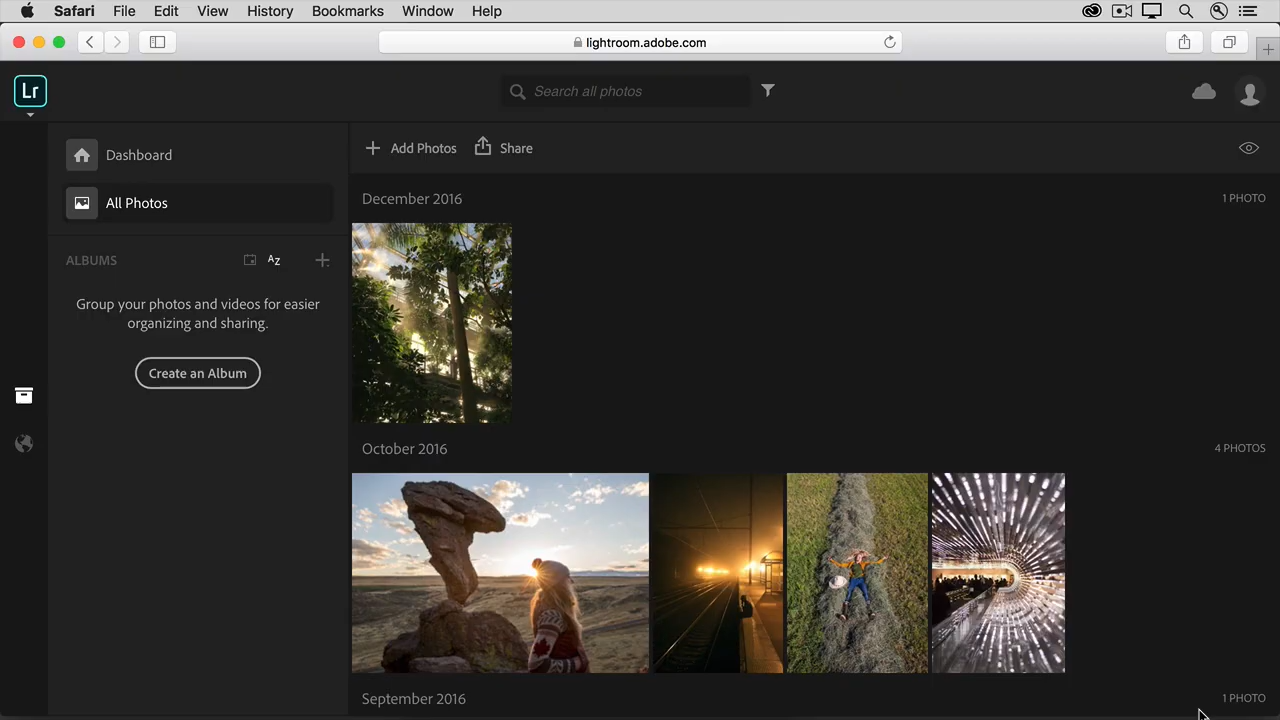 Safari File Edit View History Bookmarks Window Help
lightroom.adobe.com
Lr
Search all photos
Dashboard
Add Photos Share
All Photos
December 2016
1 PHOTO
ALBUMS
AZ
Group your photos and videos for easier
organizing and sharing.
Create an Album
October 2016
4 PHOTOS
September 2016
1 PHOTO